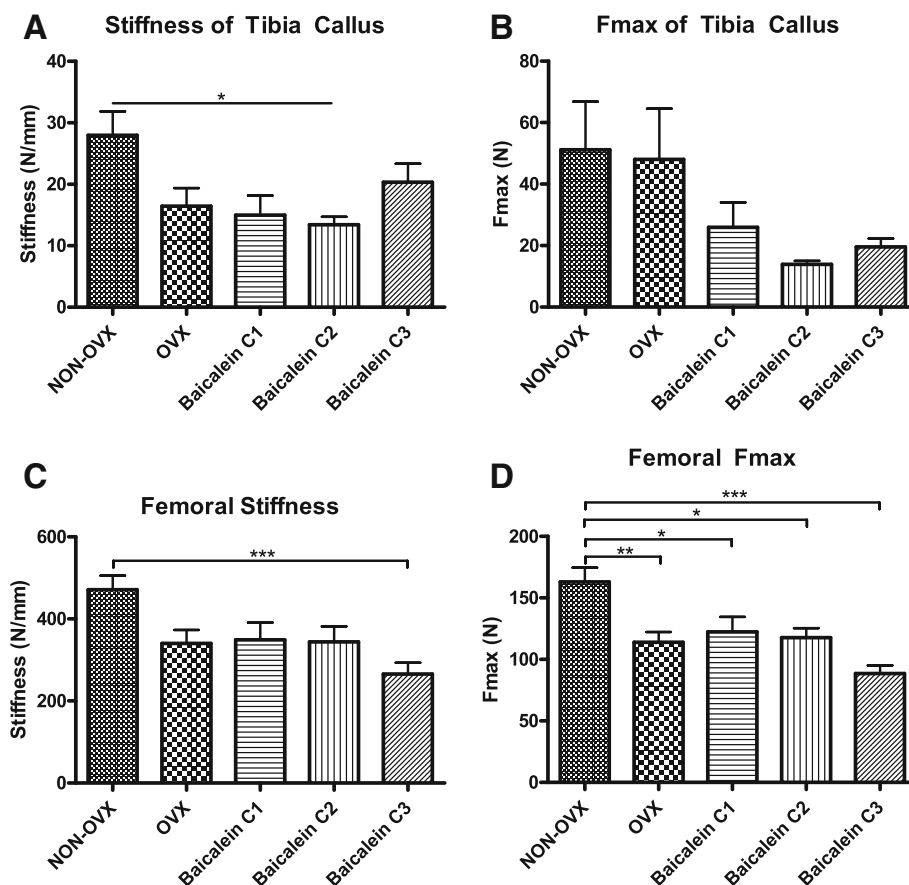 A
Stiffness of Tibia Callus
Stiffness (N/mm)
40
30
20
10
0
*
NON-OVX
OVX
Baicalein C1
Baicalein C2
Baicalein C3
B
Fmax of Tibia Callus
Fmax (N)
80
60
40
20
0
NON-OVX
OVX
Baicalein C1
Baicalein C2
Baicalein C3
C
Femoral Stiffness
Stiffness (N/mm)
600
400
200
0
***
NON-OVX
OVX
Baicalein C1
Baicalein C2
Baicalein C3
D
Femoral Fmax
Fmax (N)
200
150
100
50
0
***
*
*
**
NON-OVX
OVX
Baicalein C1
Baicalein C2
Baicalein C3